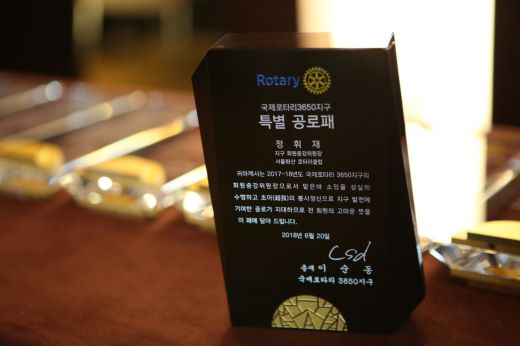 Rotary
국제로타리3650지구
특별 공로패
정 휘 재
지구 회원증강위원장
서울화산 로타리클럽
귀하께서는 2017-18년도 국제로타리 3650지구의
회원증강위원장으로서 맡은바 소임을 성실히
수행하고 초아(超我)의 봉사정신으로 지구 발전에
기여한 공로가 지대하므로 전 회원의 고마운 뜻을
이 패에 담아 드립니다.
2018년 6월 20일
csd
총재 이 순 동
국제로타리 3650지구